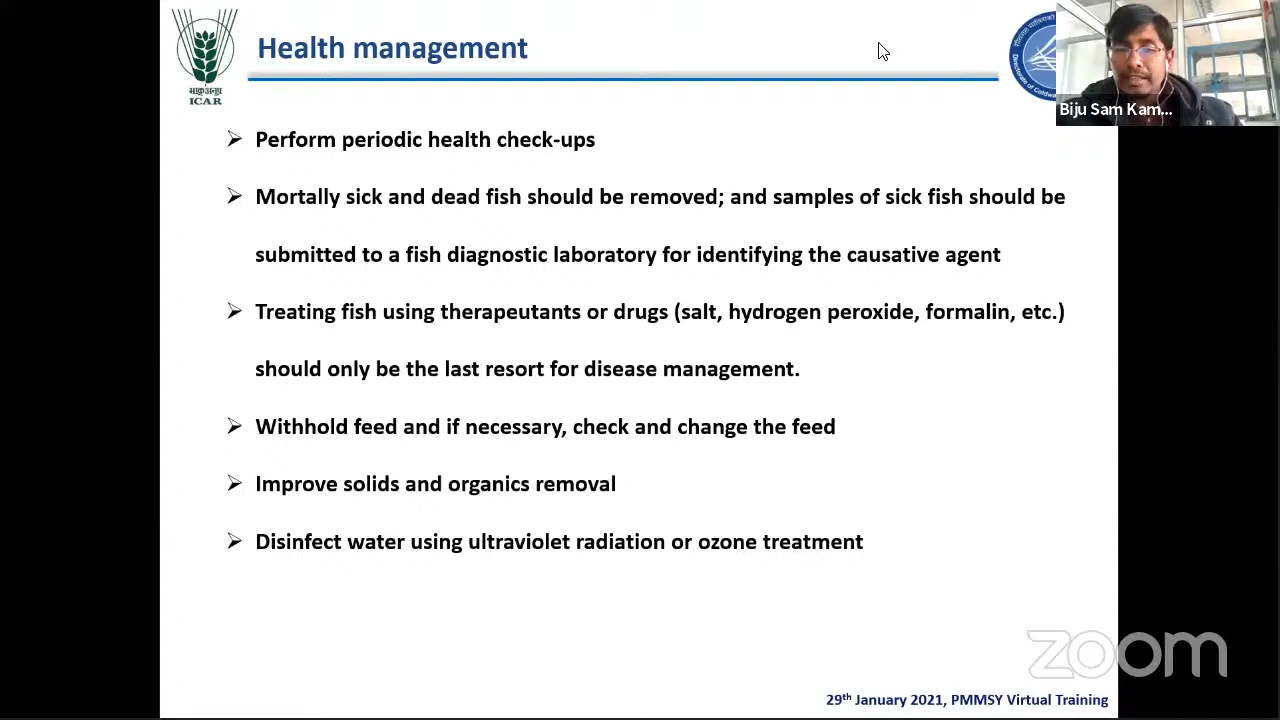 Health management
भाकृअनुप
ICAR
Directorate of Coldwa
Biju Sam Kam...
➢ Perform periodic health check-ups
➢ Mortally sick and dead fish should be removed; and samples of sick fish should be
submitted to a fish diagnostic laboratory for identifying the causative agent
➢ Treating fish using therapeutants or drugs (salt, hydrogen peroxide, formalin, etc.)
should only be the last resort for disease management.
➢ Withhold feed and if necessary, check and change the feed
➢ Improve solids and organics removal
➢ Disinfect water using ultraviolet radiation or ozone treatment
zoom
29th January 2021, PMMSY Virtual Training